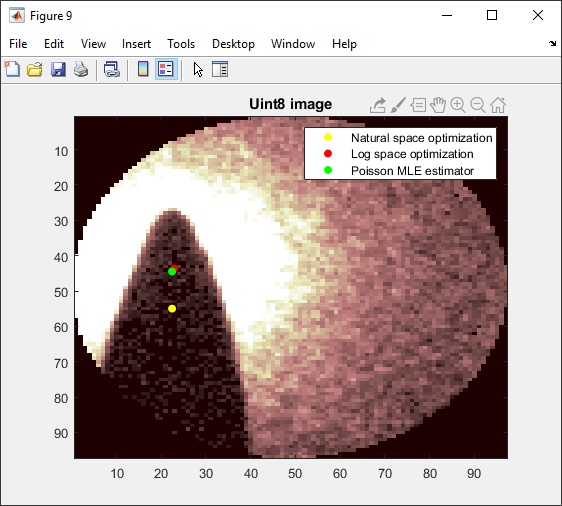 Figure 9
File Edit View Insert Tools Desktop Window Help
Uint8 image
Natural space optimization
Log space optimization
Poisson MLE estimator
10
20
30
40
50
60
70
80
90
10 20 30 40 50 60 70 80 90